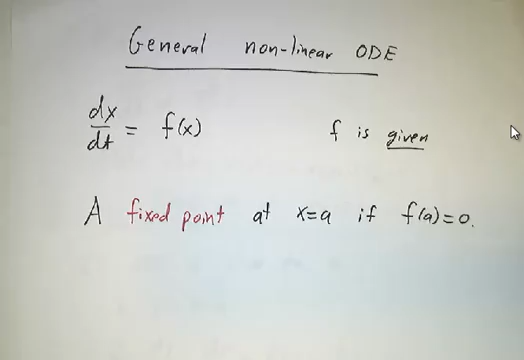 General non-linear ODE
dx/dt = f(x) f is given
A fixed point at x=a if f(a)=0.